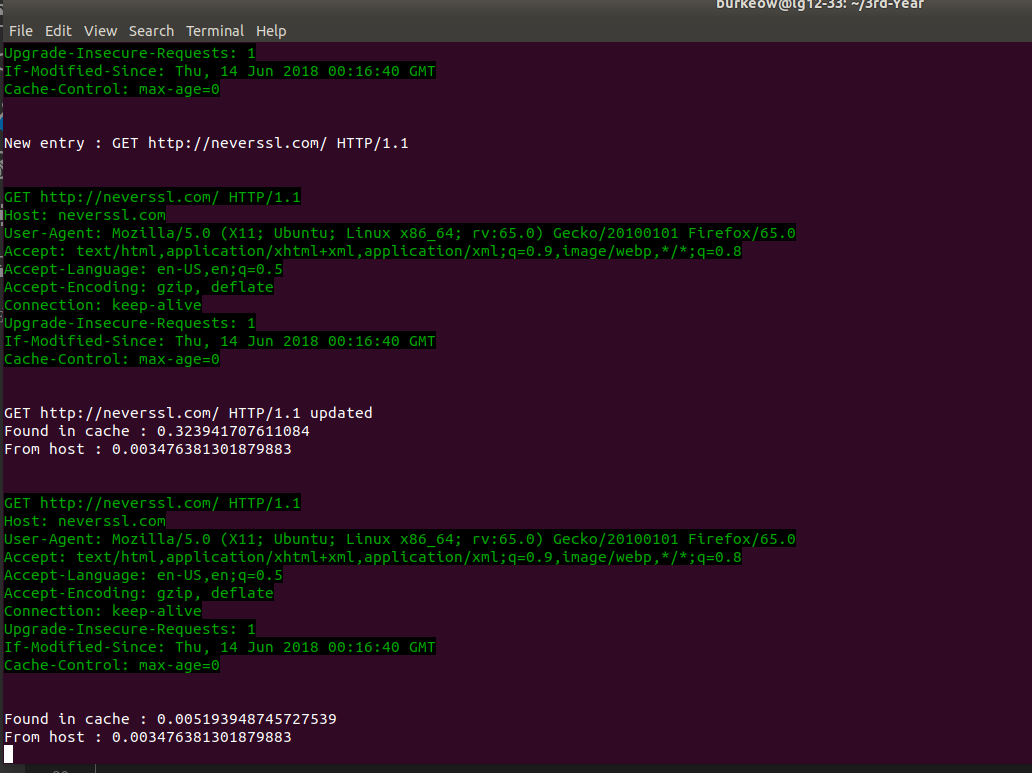 burkeow@lg12-33: ~/3rd-Year
File Edit View Search Terminal Help
Upgrade-Insecure-Requests: 1
If-Modified-Since: Thu, 14 Jun 2018 00:16:40 GMT
Cache-Control: max-age=0
New entry : GET http://neverssl.com/ HTTP/1.1
GET http://neverssl.com/ HTTP/1.1
Host: neverssl.com
User-Agent: Mozilla/5.0 (X11; Ubuntu; Linux x86_64; rv:65.0) Gecko/20100101 Firefox/65.0
Accept: text/html,application/xhtml+xml,application/xml;q=0.9,image/webp,*/*;q=0.8
Accept-Language: en-US,en;q=0.5
Accept-Encoding: gzip, deflate
Connection: keep-alive
Upgrade-Insecure-Requests: 1
If-Modified-Since: Thu, 14 Jun 2018 00:16:40 GMT
Cache-Control: max-age=0
GET http://neverssl.com/ HTTP/1.1 updated
Found in cache : 0.323941707611084
From host : 0.003476381301879883
GET http://neverssl.com/ HTTP/1.1
Host: neverssl.com
User-Agent: Mozilla/5.0 (X11; Ubuntu; Linux x86_64; rv:65.0) Gecko/20100101 Firefox/65.0
Accept: text/html,application/xhtml+xml,application/xml;q=0.9,image/webp,*/*;q=0.8
Accept-Language: en-US,en;q=0.5
Accept-Encoding: gzip, deflate
Connection: keep-alive
Upgrade-Insecure-Requests: 1
If-Modified-Since: Thu, 14 Jun 2018 00:16:40 GMT
Cache-Control: max-age=0
Found in cache : 0.005193948745727539
From host : 0.003476381301879883